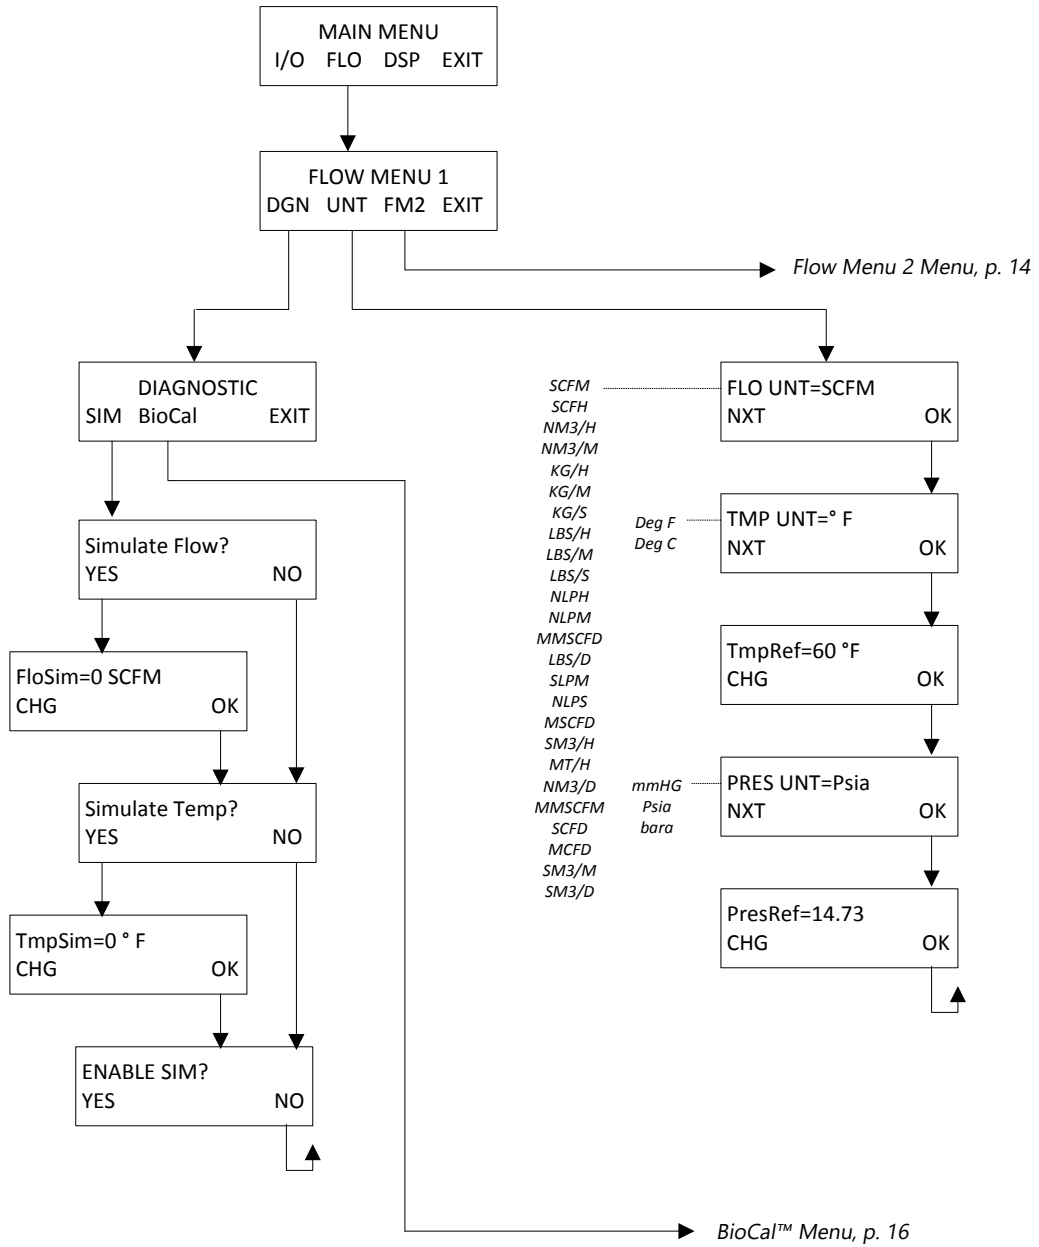 MAIN MENU
I/O FLO DSP EXIT
FLOW MENU 1
DGN UNT FM2 EXIT
Flow Menu 2 Menu, p. 14
DIAGNOSTIC
SIM BioCal EXIT
Simulate Flow?
YES NO
FloSim=0 SCFM
CHG OK
Simulate Temp?
YES NO
TmpSim=0 ° F
CHG OK
ENABLE SIM?
YES NO
SCFM
SCFH
NM3/H
NM3/M
KG/H
KG/M
KG/S
LBS/H
LBS/M
LBS/S
NLPH
NLPM
MMSCFD
LBS/D
SLPM
NLPS
MSCFD
SM3/H
MT/H
NM3/D
MMSCFM
SCFD
MCFD
SM3/M
SM3/D
FLO UNT=SCFM
NXT OK
Deg F
Deg C
TMP UNT=° F
NXT OK
TmpRef=60 °F
CHG OK
mmHG
Psia
bara
PRES UNT=Psia
NXT OK
PresRef=14.73
CHG OK
BioCal™ Menu, p. 16